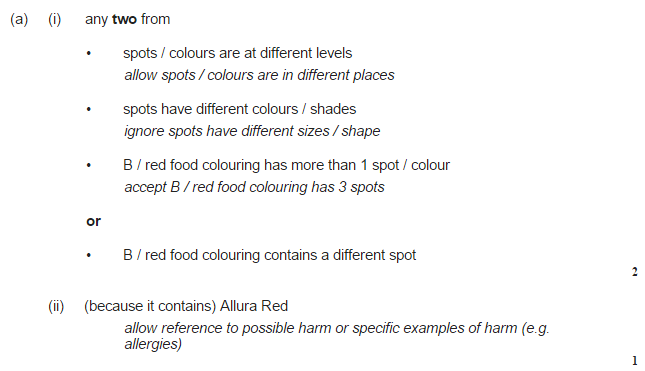 (a) (i) any two from
• spots / colours are at different levels
allow spots / colours are in different places
• spots have different colours / shades
ignore spots have different sizes / shape
• B / red food colouring has more than 1 spot / colour
accept B / red food colouring has 3 spots
or
• B / red food colouring contains a different spot
2
(ii) (because it contains) Allura Red
allow reference to possible harm or specific examples of harm (e.g.
allergies)
1